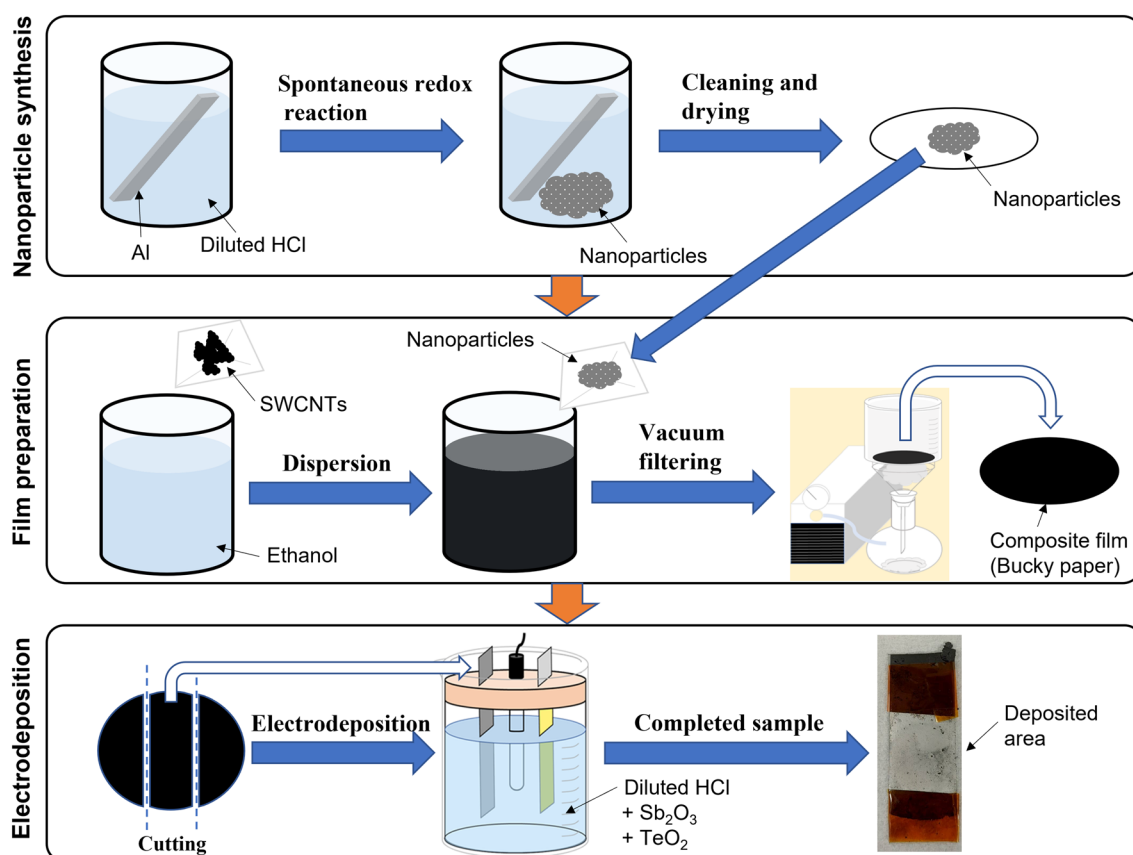 Nanoparticle synthesis
Spontaneous redox
reaction
Cleaning and
drying
Al
Diluted HCl
Nanoparticles
Nanoparticles
Film preparation
SWCNTs
Nanoparticles
Dispersion
Vacuum
filtering
Ethanol
Composite film
(Bucky paper)
Electrodeposition
Electrodeposition
Completed sample
Deposited
area
Cutting
Diluted HCl
+ Sb₂O₃
+ TeO₂